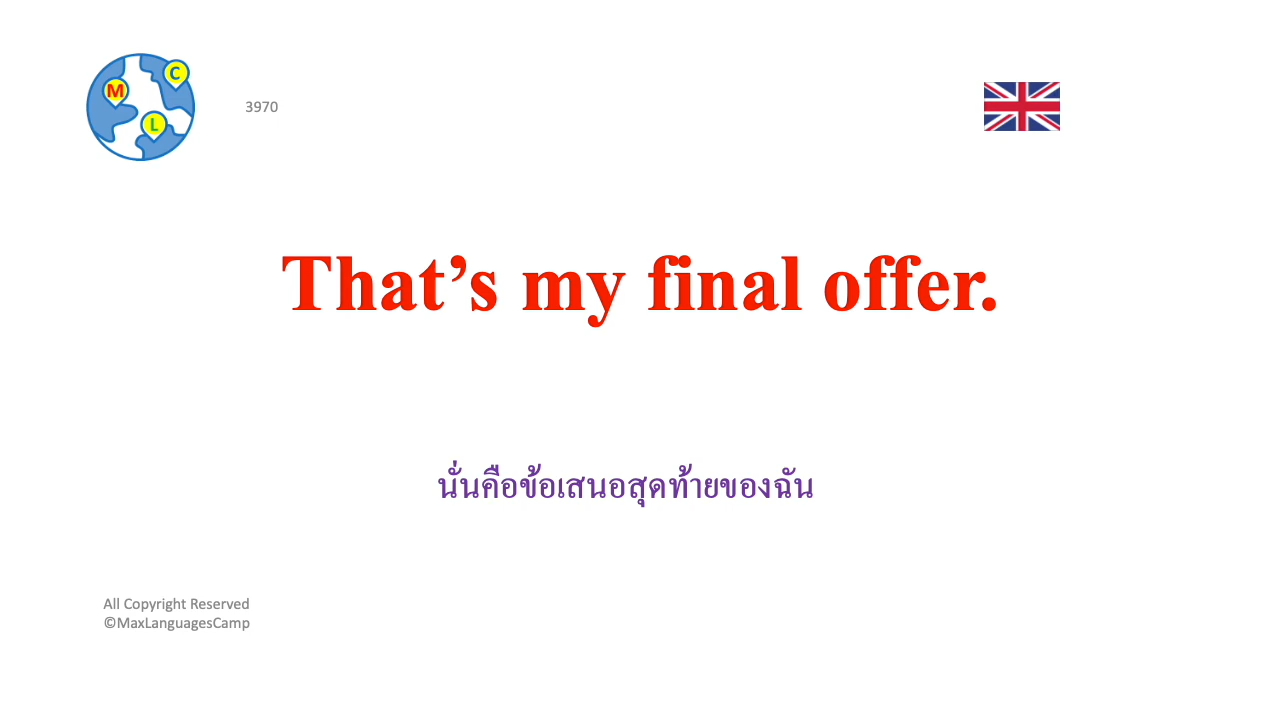 M
C
L
3970
That’s my final offer.
นั่นคือข้อเสนอสุดท้ายของฉัน
All Copyright Reserved
©MaxLanguagesCamp